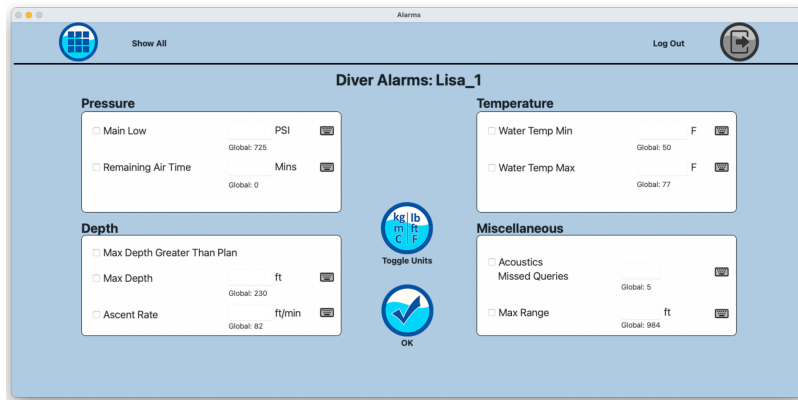 Alarms
Show All
Log Out
Diver Alarms: Lisa_1
Pressure
Main Low PSI
Global: 725
Remaining Air Time Mins
Global: 0
Temperature
Water Temp Min F
Global: 50
Water Temp Max F
Global: 77
Depth
Max Depth Greater Than Plan
Max Depth ft
Global: 230
Ascent Rate ft/min
Global: 82
kg lb
m ft
C F
Toggle Units
OK
Miscellaneous
Acoustics
Missed Queries
Global: 5
Max Range ft
Global: 984